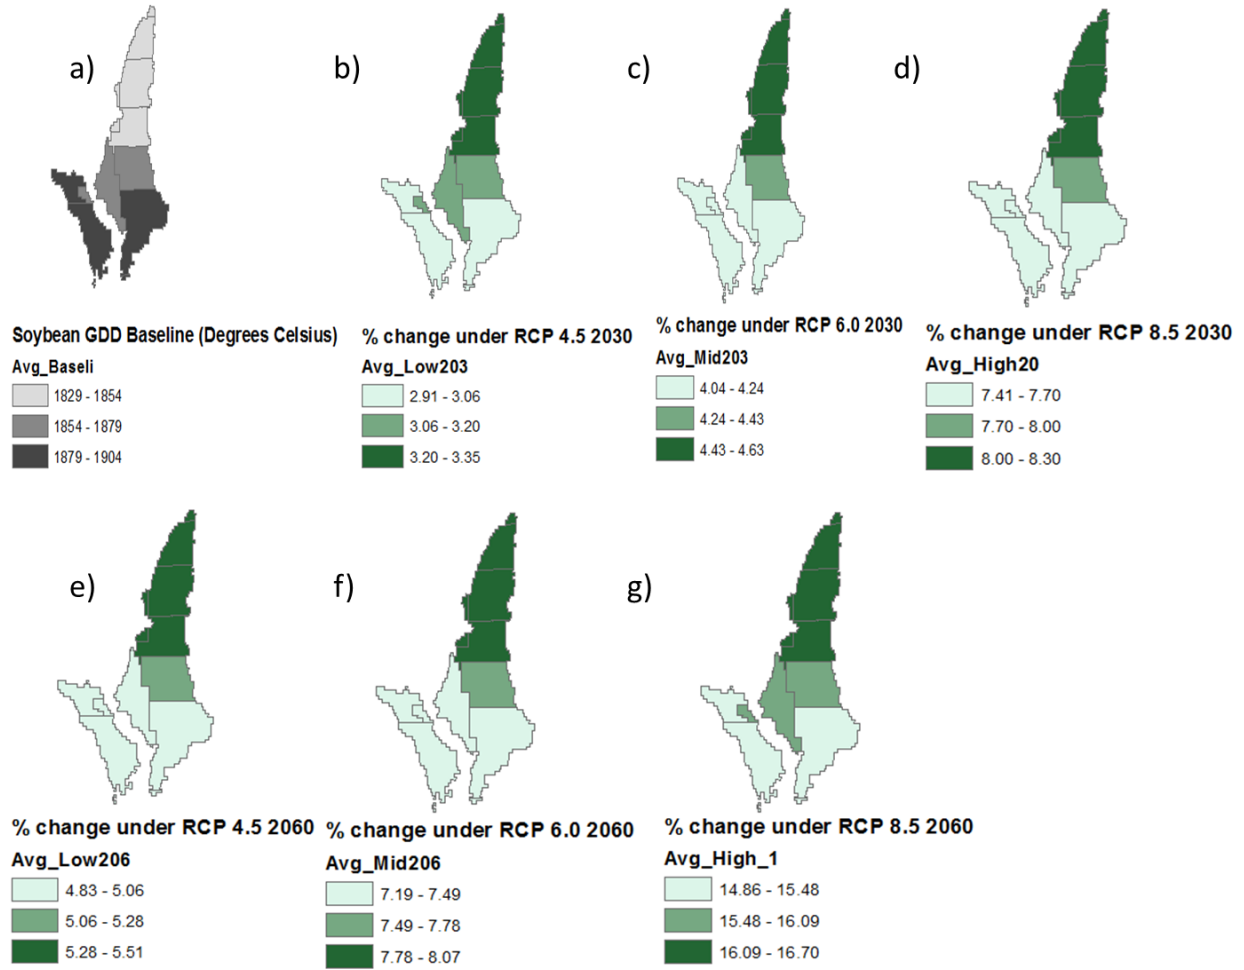 a)
b)
c)
d)
Soybean GDD Baseline (Degrees Celsius)
Avg_Baseli
1829 - 1854
1854 - 1879
1879 - 1904
% change under RCP 4.5 2030
Avg_Low203
2.91 - 3.06
3.06 - 3.20
3.20 - 3.35
% change under RCP 6.0 2030
Avg_Mid203
4.04 - 4.24
4.24 - 4.43
4.43 - 4.63
% change under RCP 8.5 2030
Avg_High20
7.41 - 7.70
7.70 - 8.00
8.00 - 8.30
e)
f)
g)
% change under RCP 4.5 2060
Avg_Low206
4.83 - 5.06
5.06 - 5.28
5.28 - 5.51
% change under RCP 6.0 2060
Avg_Mid206
7.19 - 7.49
7.49 - 7.78
7.78 - 8.07
% change under RCP 8.5 2060
Avg_High_1
14.86 - 15.48
15.48 - 16.09
16.09 - 16.70